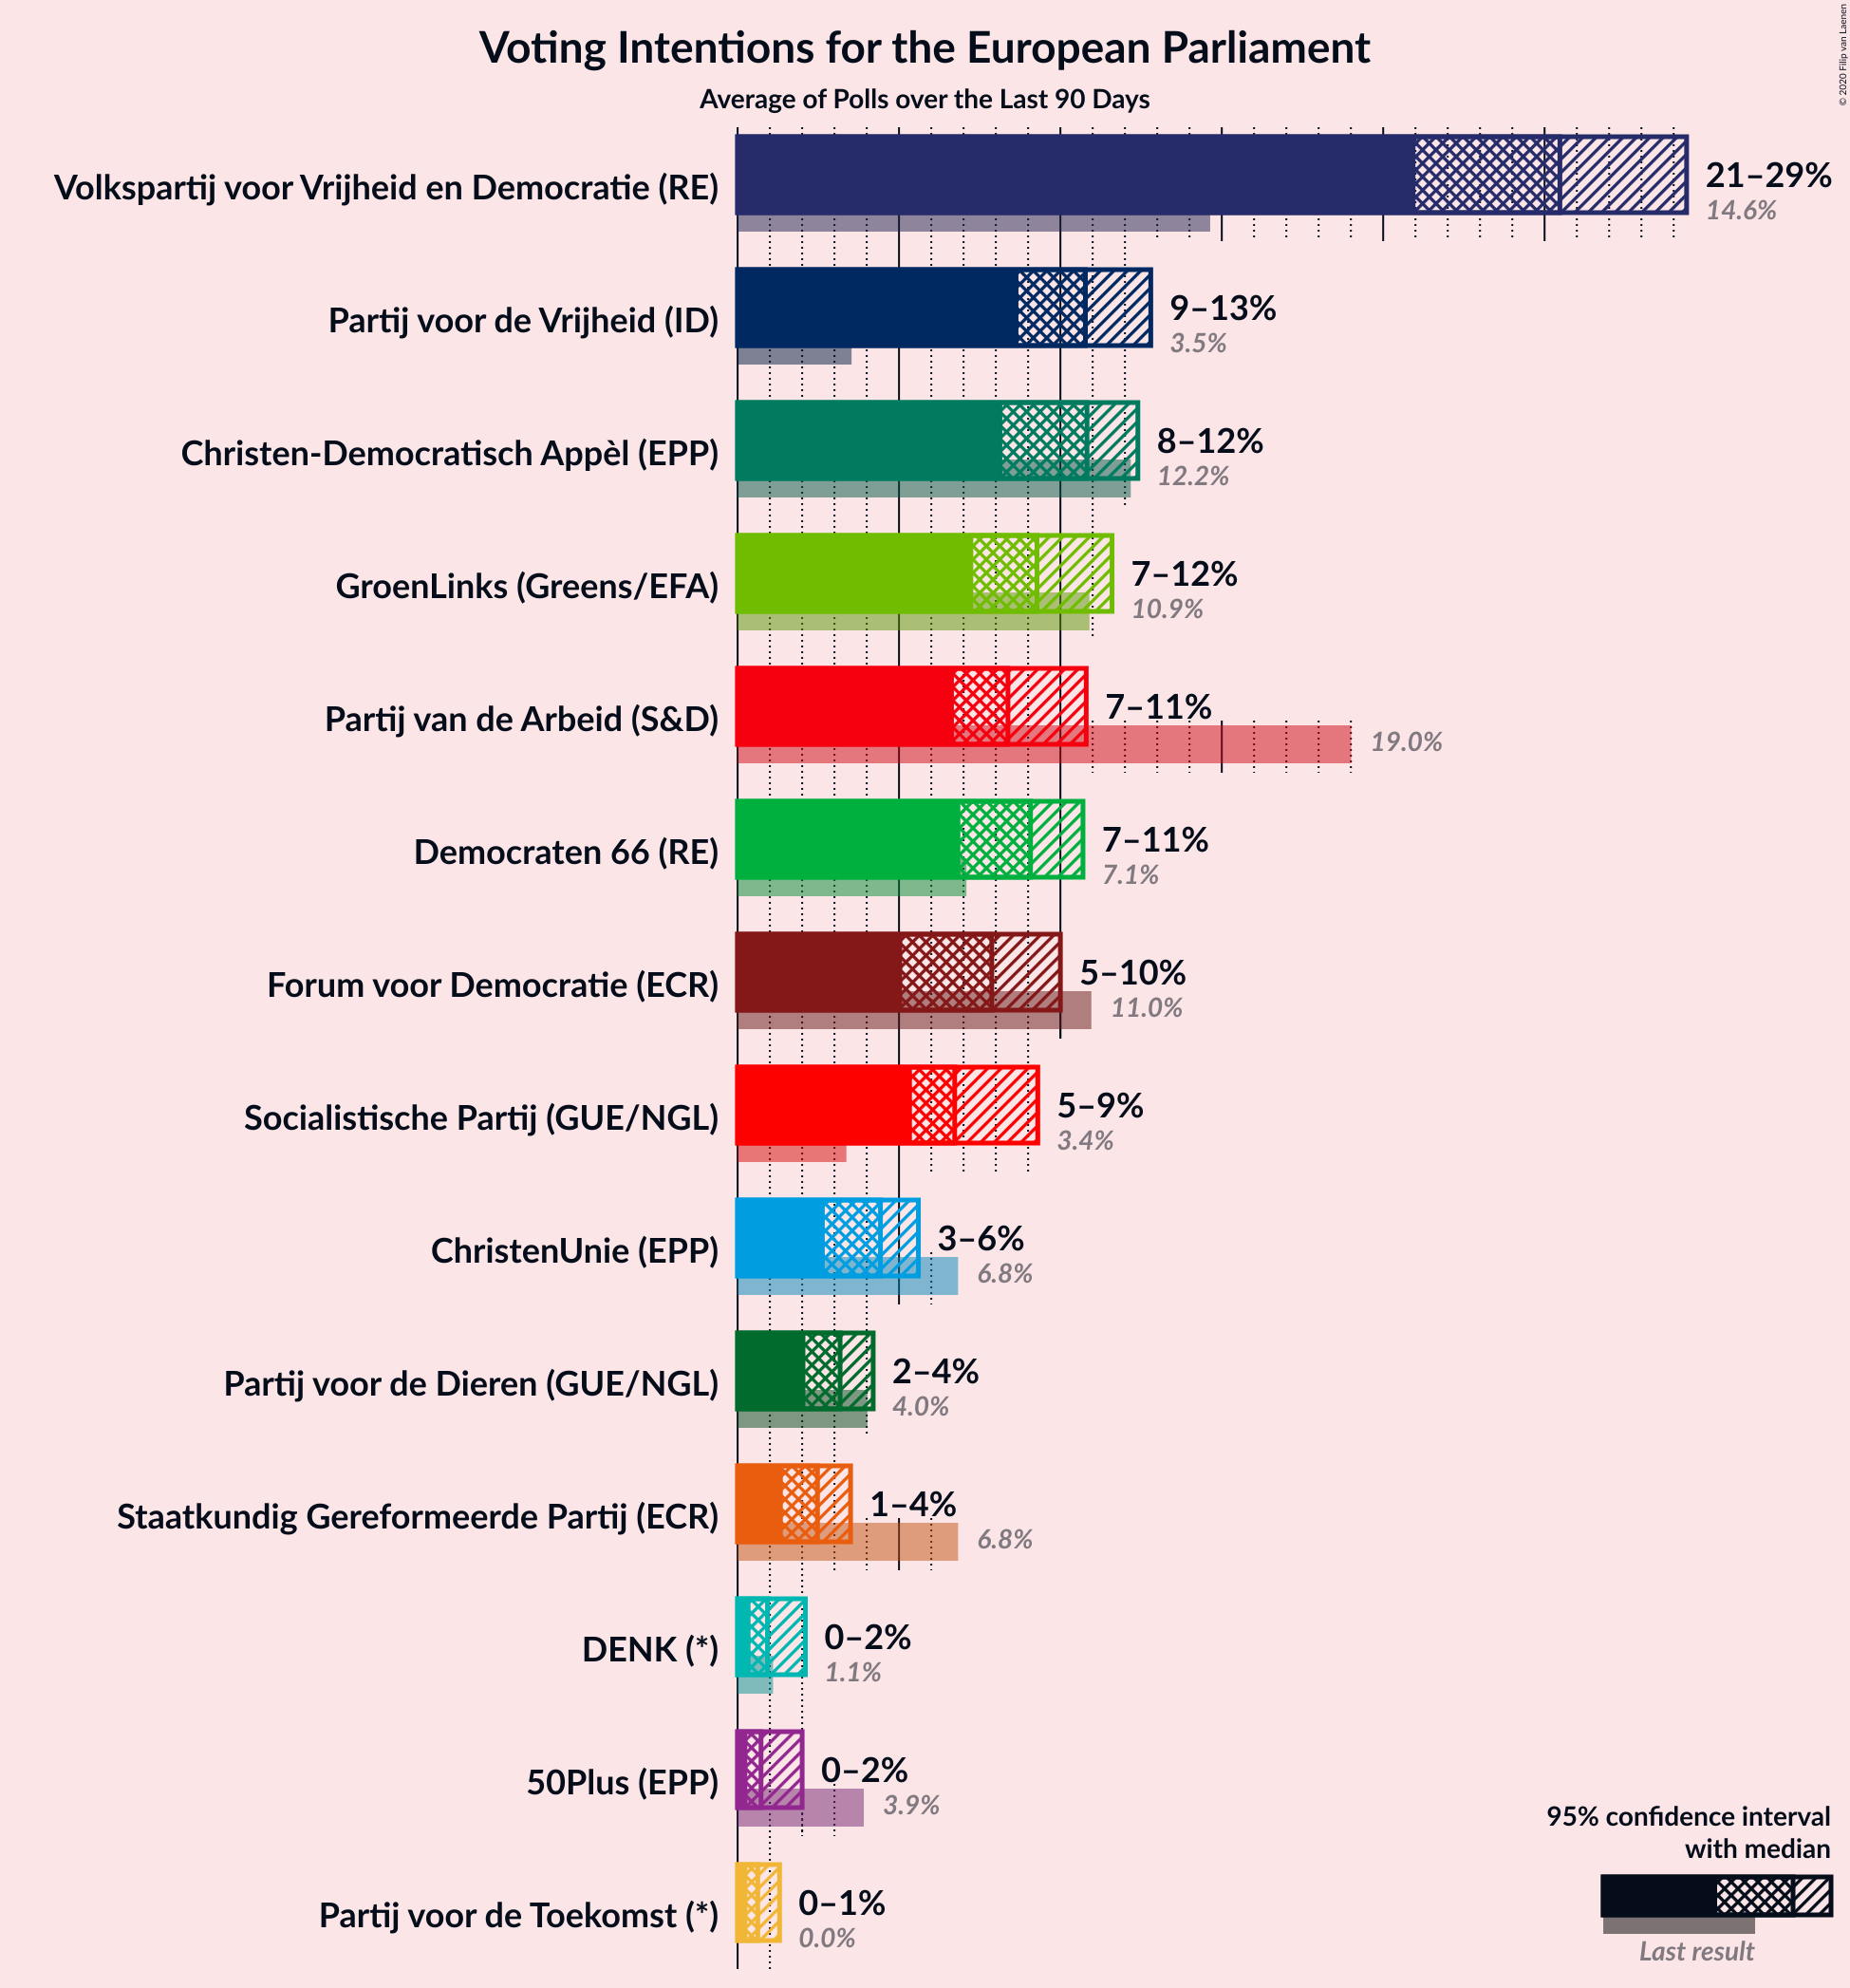 Voting Intentions for the European Parliament
Average of Polls over the Last 90 Days
© 2020 Filip van Laenen
Volkspartij voor Vrijheid en Democratie (RE)
21–29%
14.6%
Partij voor de Vrijheid (ID)
9–13%
3.5%
Christen-Democratisch Appèl (EPP)
8–12%
12.2%
GroenLinks (Greens/EFA)
7–12%
10.9%
Partij van de Arbeid (S&D)
7–11%
19.0%
Democraten 66 (RE)
7–11%
7.1%
Forum voor Democratie (ECR)
5–10%
11.0%
Socialistische Partij (GUE/NGL)
5–9%
3.4%
ChristenUnie (EPP)
3–6%
6.8%
Partij voor de Dieren (GUE/NGL)
2–4%
4.0%
Staatkundig Gereformeerde Partij (ECR)
1–4%
6.8%
DENK (*)
0–2%
1.1%
50Plus (EPP)
0–2%
3.9%
Partij voor de Toekomst (*)
0–1%
0.0%
95% confidence interval
with median
Last result